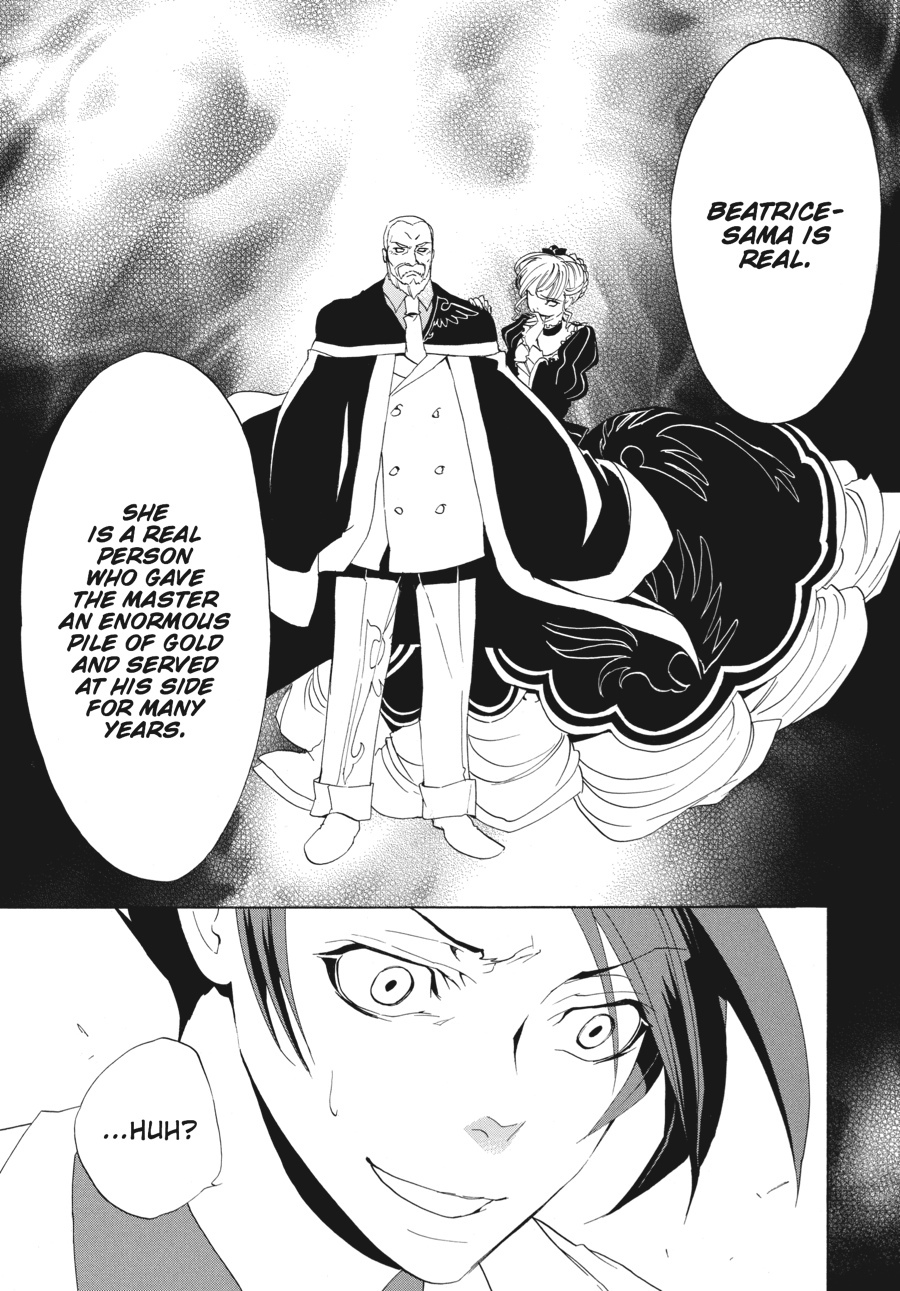 BEATRICE-
SAMA IS
REAL.
SHE
IS A REAL
PERSON
WHO GAVE
THE MASTER
AN ENORMOUS
PILE OF GOLD
AND SERVED
AT HIS SIDE
FOR MANY
YEARS.
...HUH?